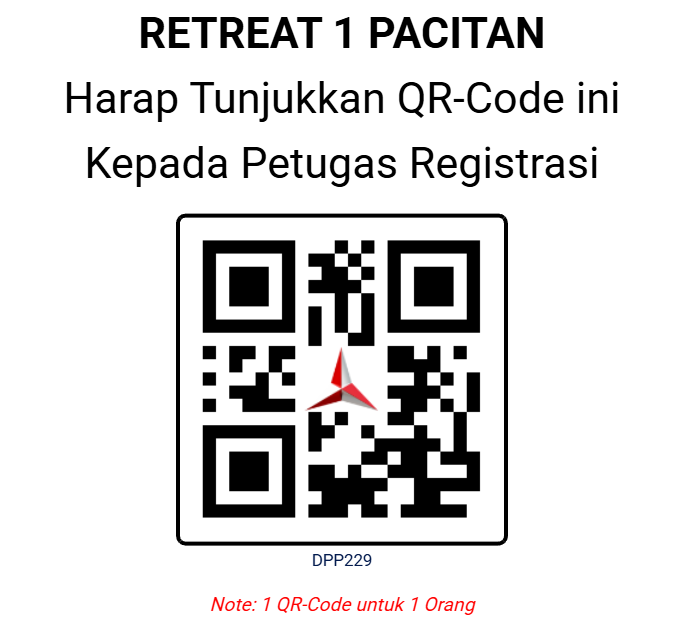 RETREAT 1 PACITAN
Harap Tunjukkan QR-Code ini
Kepada Petugas Registrasi
DPP229
Note: 1 QR-Code untuk 1 Orang